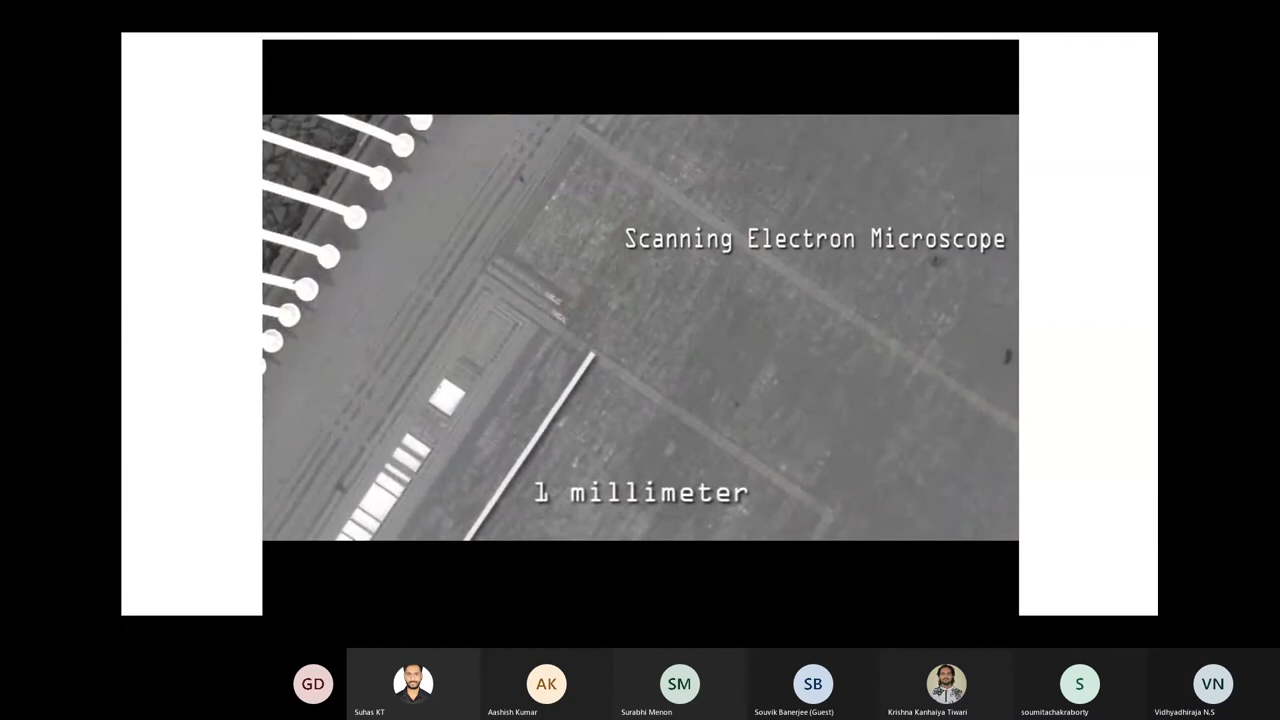 Scanning Electron Microscope
1 millimeter
GD
AK
SM
SB
S
VN
Suhas KT
Aashish Kumar
Surabhi Menon
Souvik Banerjee (Guest)
Krishna Kanhaiya Tiwari
soumitachakraborty
Vidhyadhiraja N.S